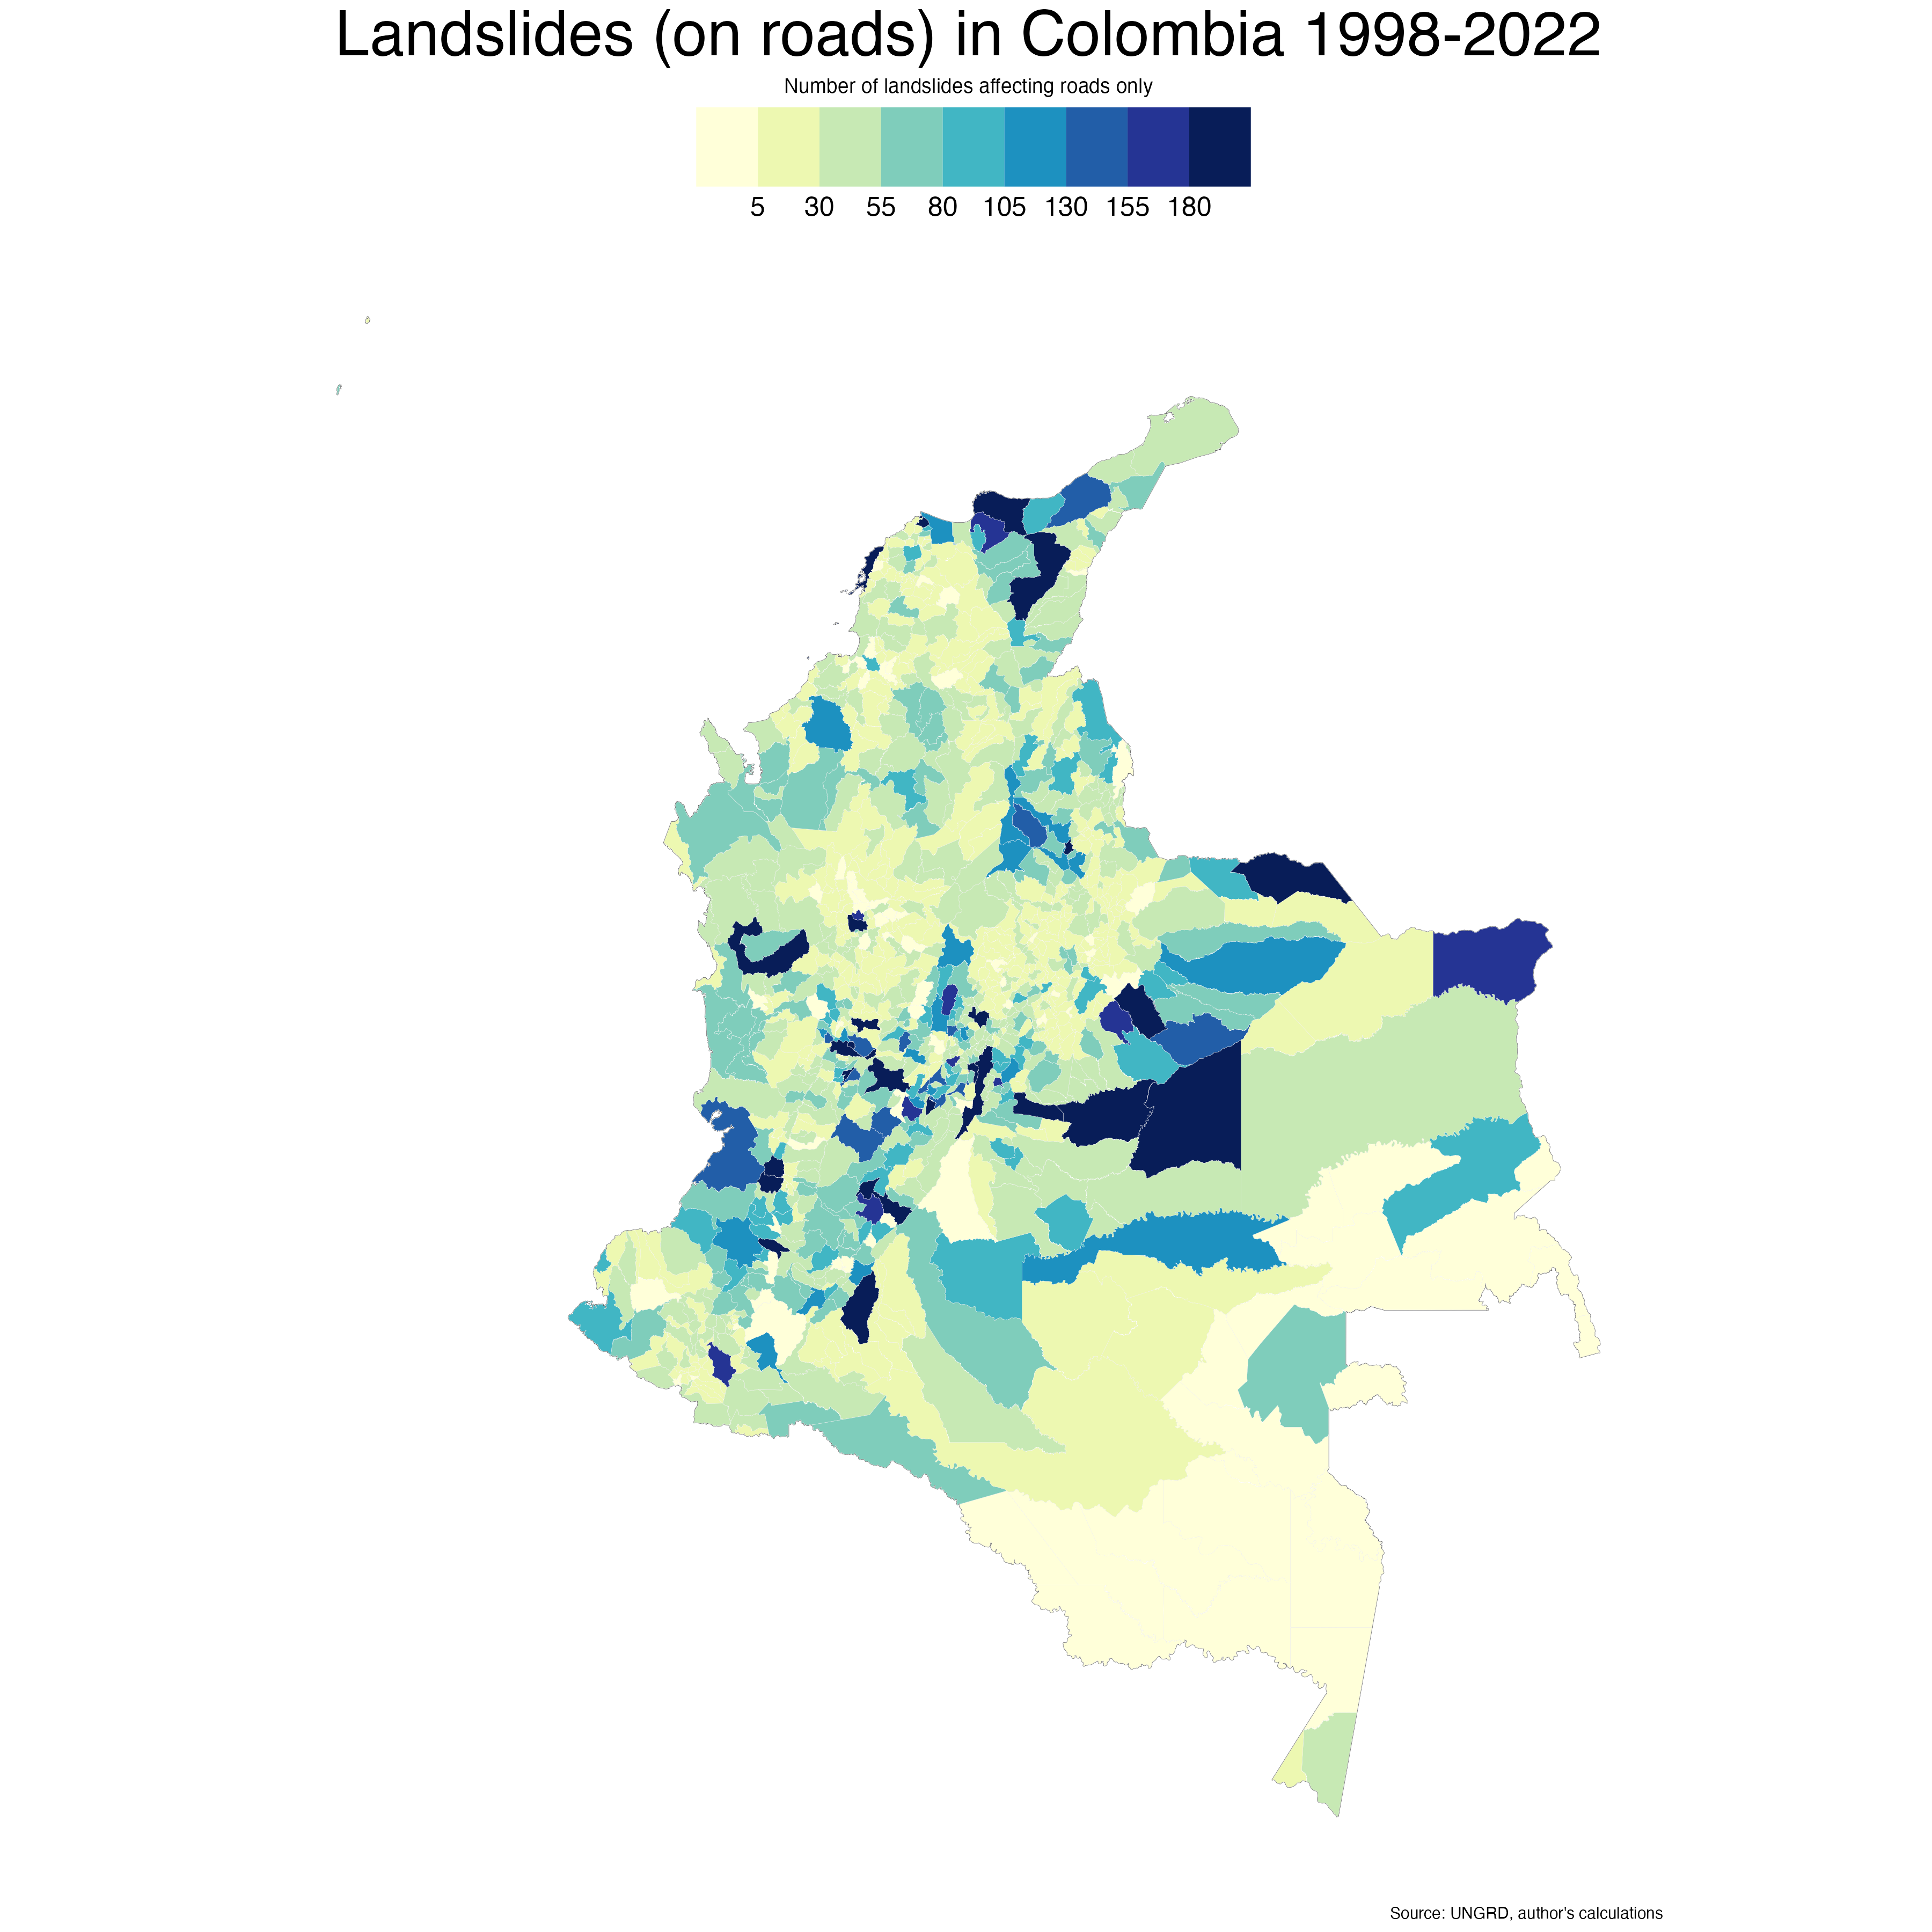 Landslides (on roads) in Colombia 1998-2022
Number of landslides affecting roads only
5 30 55 80 105 130 155 180
Source: UNGRD, author's calculations